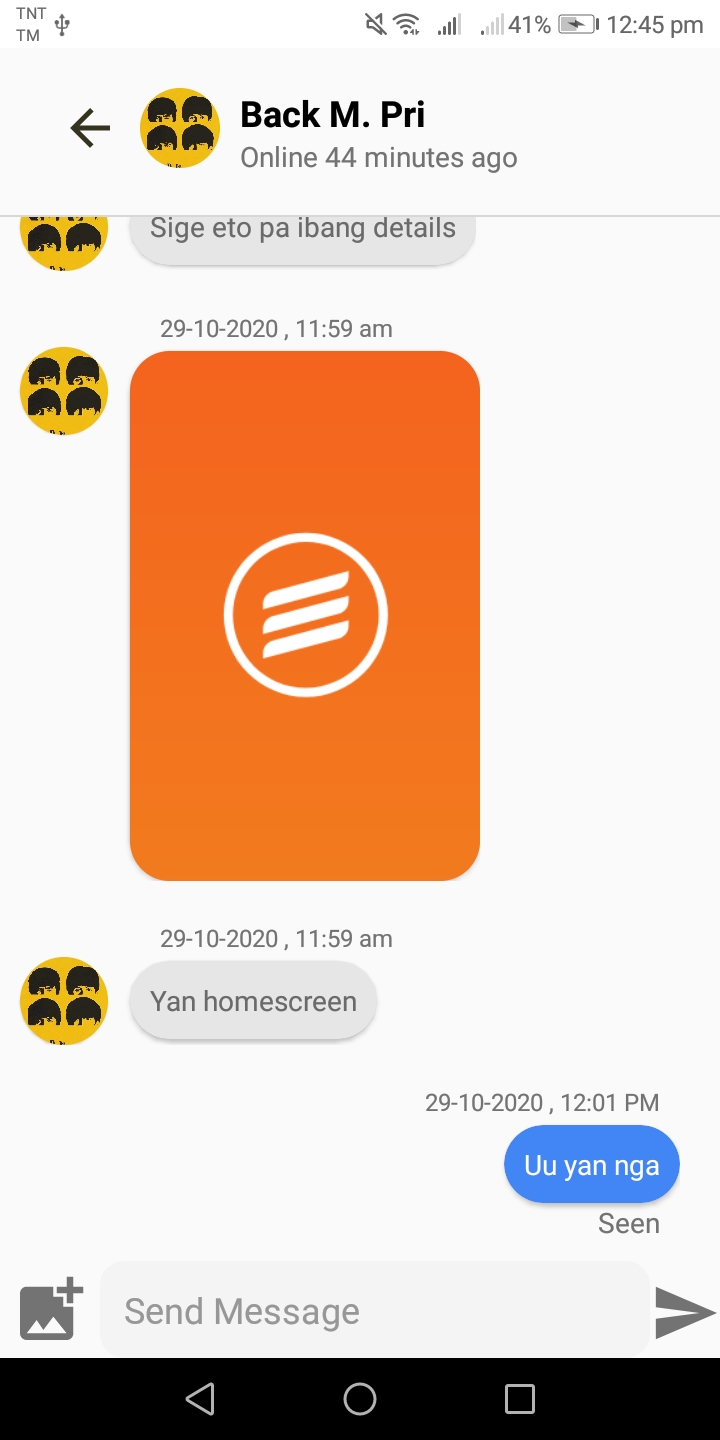 TNT
TM
41% 12:45 pm
Back M. Pri
Online 44 minutes ago
Sige eto pa ibang details
29-10-2020 , 11:59 am
29-10-2020 , 11:59 am
Yan homescreen
29-10-2020 , 12:01 PM
Uu yan nga
Seen
Send Message